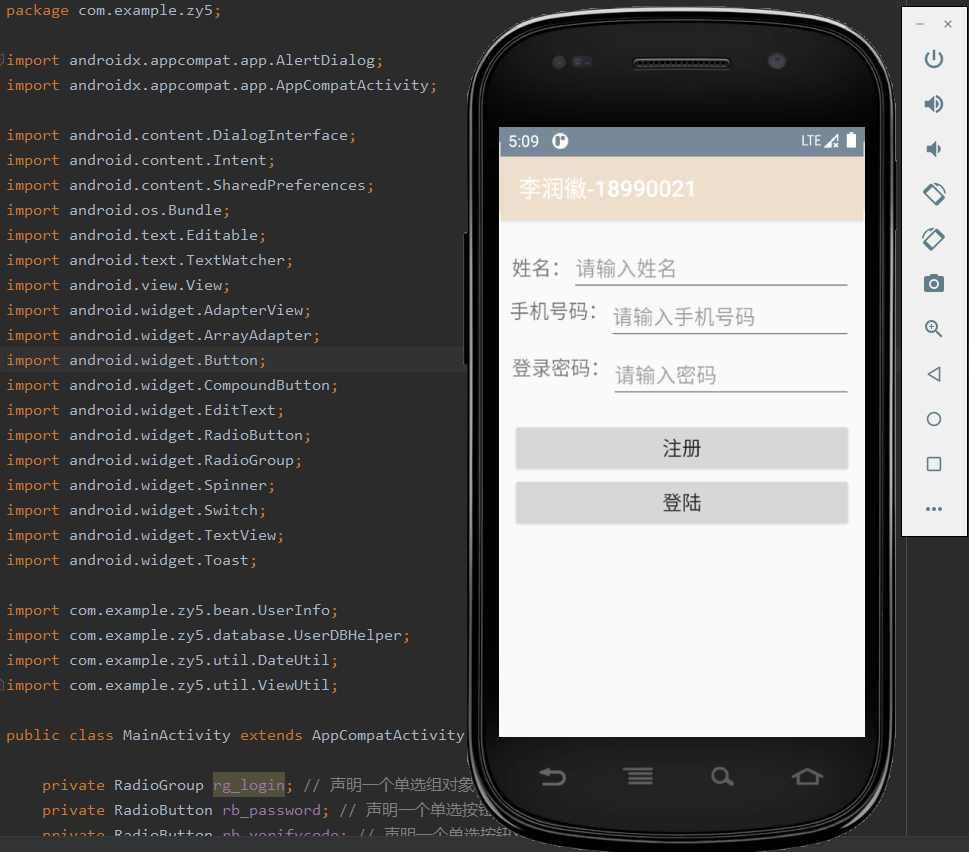 package com.example.zy5;
import androidx.appcompat.app.AlertDialog;
import androidx.appcompat.app.AppCompatActivity;
import android.content.DialogInterface;
import android.content.Intent;
import android.content.SharedPreferences;
import android.os.Bundle;
import android.text.Editable;
import android.text.TextWatcher;
import android.view.View;
import android.widget.AdapterView;
import android.widget.ArrayAdapter;
import android.widget.Button;
import android.widget.CompoundButton;
import android.widget.EditText;
import android.widget.RadioButton;
import android.widget.RadioGroup;
import android.widget.Spinner;
import android.widget.Switch;
import android.widget.TextView;
import android.widget.Toast;
import com.example.zy5.bean.UserInfo;
import com.example.zy5.database.UserDBHelper;
import com.example.zy5.util.DateUtil;
import com.example.zy5.util.ViewUtil;
public class MainActivity extends AppCompatActivity
private RadioGroup rg_login; // 声明一个单选组对象
private RadioButton rb_password; // 声明一个单选按钮
private RadioButton rb_verifycode; // 声明一个单选按钮
5:09 LTE
李润徽-18990021
姓名： 请输入姓名
手机号码： 请输入手机号码
登录密码： 请输入密码
注册
登陆